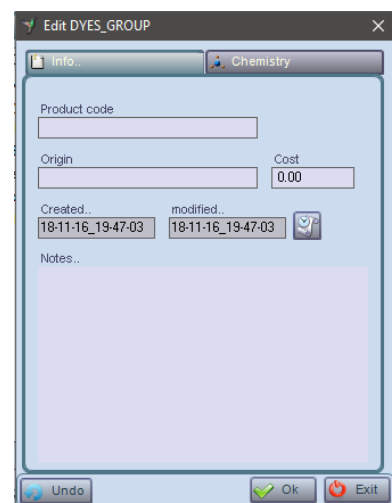 Edit DYES_GROUP
Info.. Chemistry
Product code
Origin Cost
0.00
Created.. modified..
18-11-16_19-47-03 18-11-16_19-47-03
Notes..
Undo Ok Exit